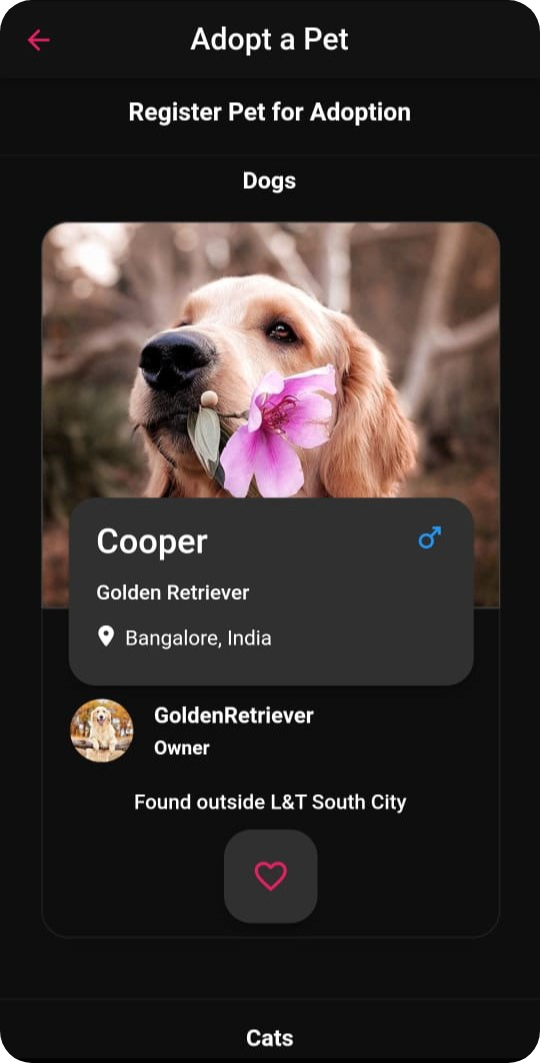 Adopt a Pet
Register Pet for Adoption
Dogs
Cooper
Golden Retriever
Bangalore, India
GoldenRetriever
Owner
Found outside L&T South City
Cats